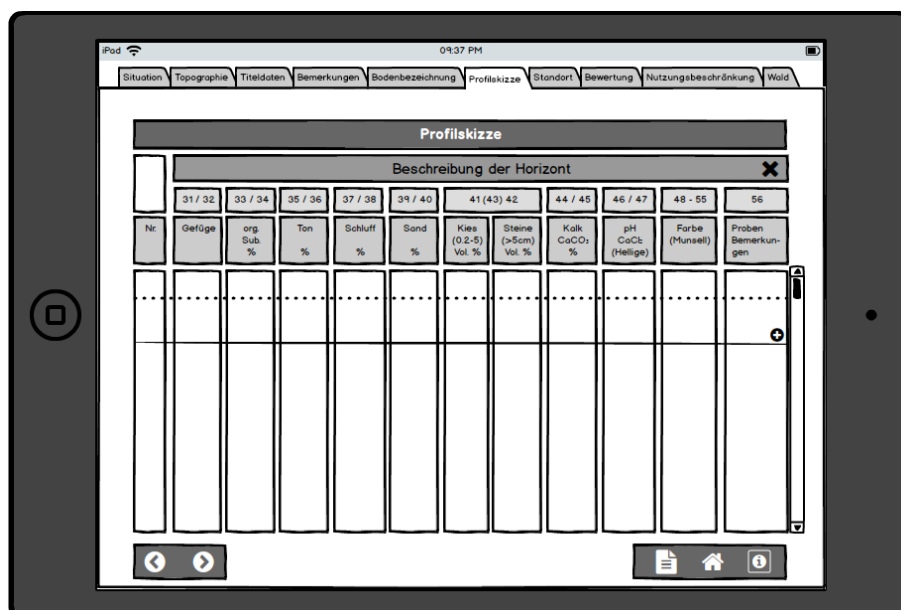 iPad 09:37 PM
Situation Topographie Titeldaten Bemerkungen Bodenbezeichnung Profilskizze Standort Bewertung Nutzungsbeschränkung Wald
Profilskizze
Beschreibung der Horizont
31 / 32 33 / 34 35 / 36 37 / 38 39 / 40 41 (43) 42 44 / 45 46 / 47 48 - 55 56
Nr. Gefüge org. Sub. % Ton % Schluff % Sand % Kies (0.2-5) Vol. % Steine (>5cm) Vol. % Kalk CaCO₃ % pH CaCl₂ (Hellige) Farbe (Munsell) Proben Bemerkun-gen